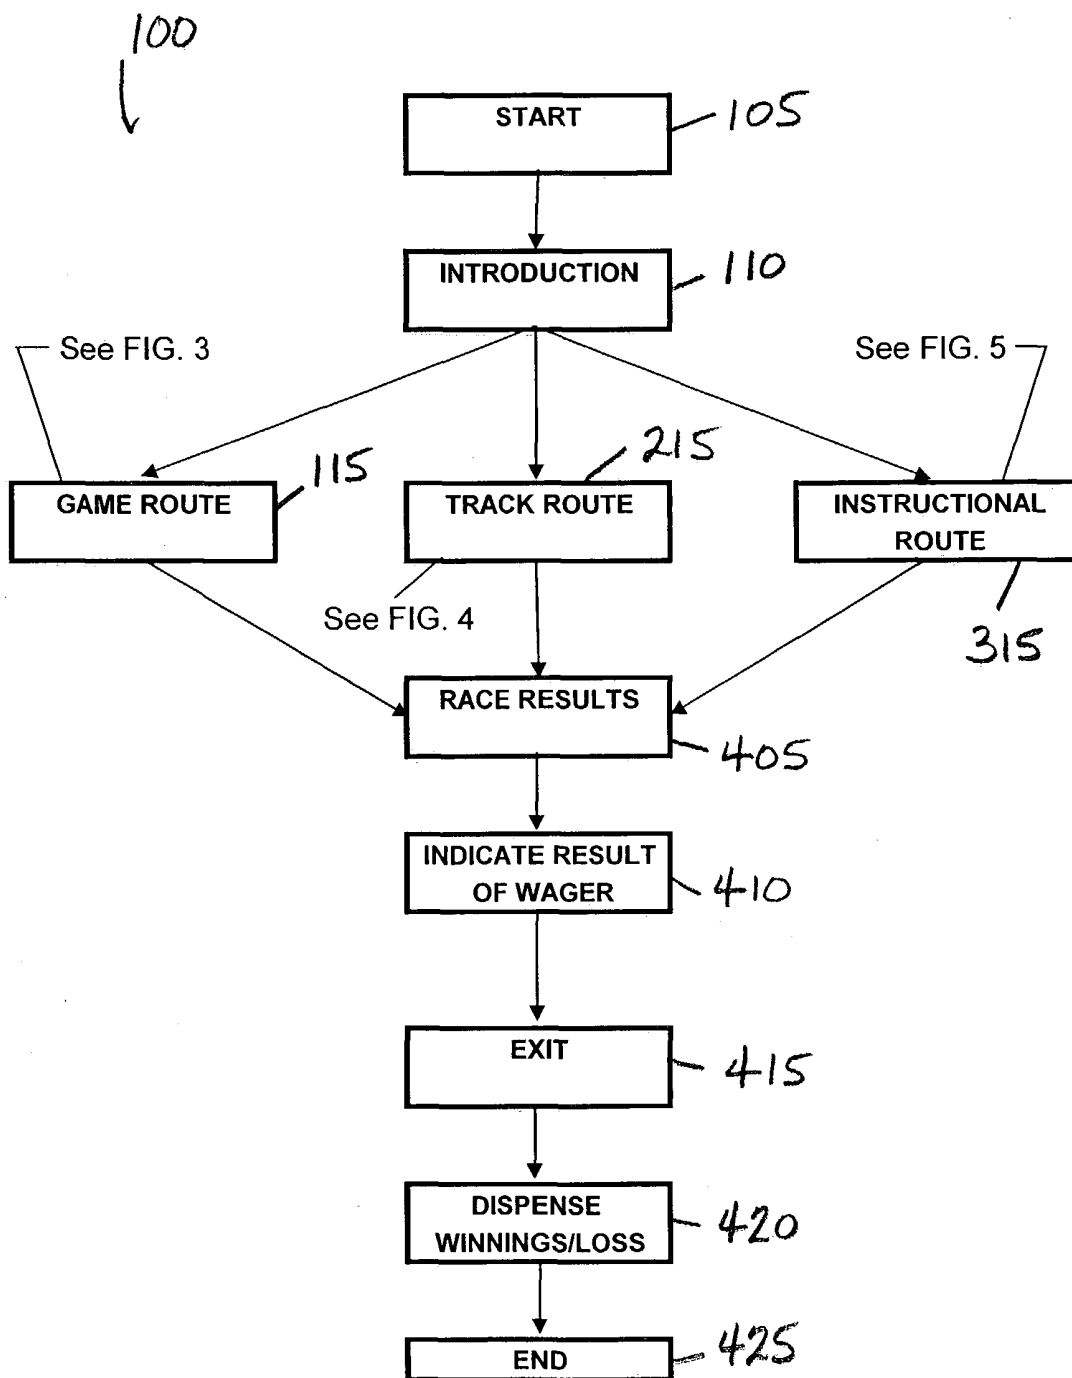 100
START
105
INTRODUCTION
110
See FIG. 3
See FIG. 5
GAME ROUTE
115
TRACK ROUTE
215
INSTRUCTIONAL
ROUTE
315
See FIG. 4
RACE RESULTS
405
INDICATE RESULT
OF WAGER
410
EXIT
415
DISPENSE
WINNINGS/LOSS
420
END
425